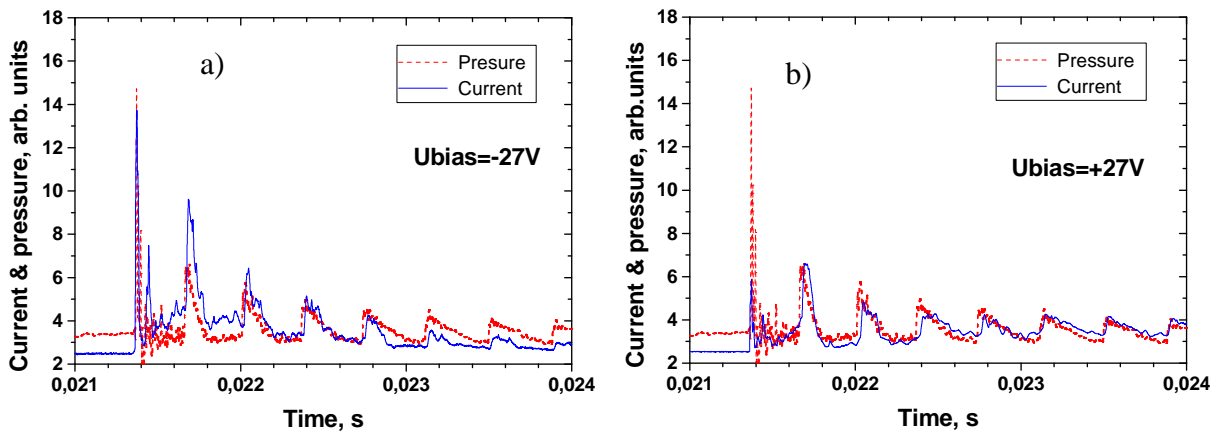 Current & pressure, arb. units
18
16
14
12
10
8
6
4
2
a)
Presure
Current
Ubias=-27V
0,021
0,022
0,023
0,024
Time, s
Current & pressure, arb.units
18
16
14
12
10
8
6
4
2
b)
Pressure
Current
Ubias=+27V
0,021
0,022
0,023
0,024
Time, s